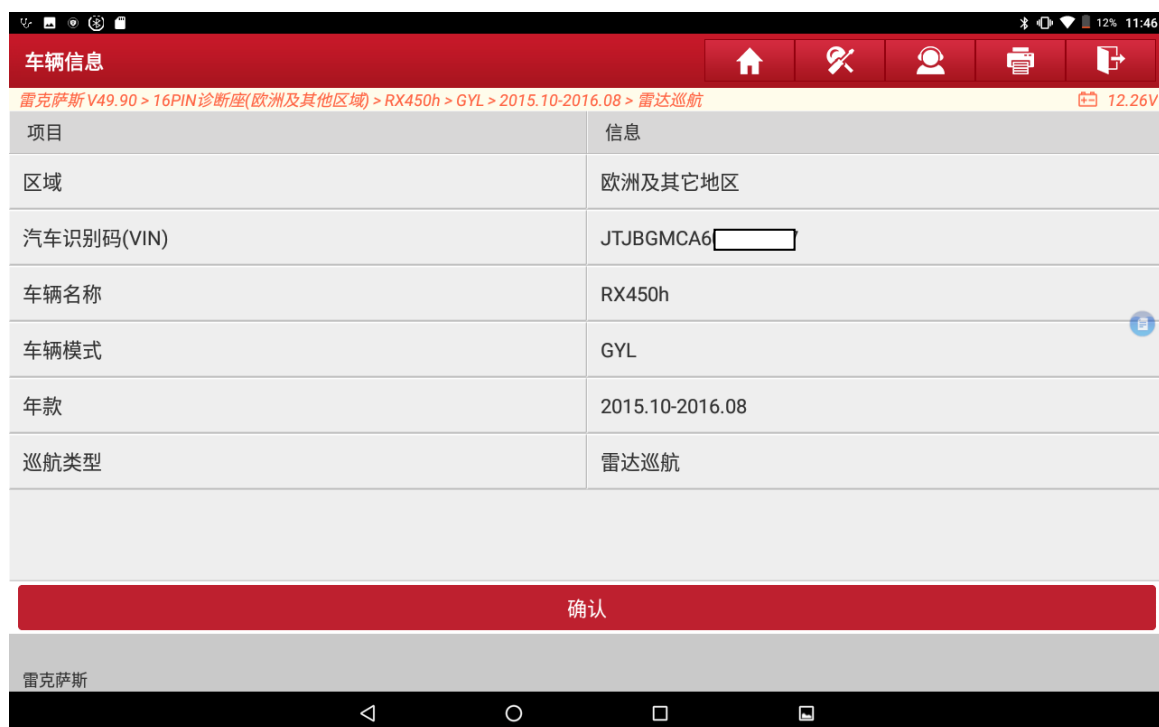 12% 11:46
车辆信息
雷克萨斯 V49.90 > 16PIN诊断座(欧洲及其他区域) > RX450h > GYL > 2015.10-2016.08 > 雷达巡航 12.26V
项目 信息
区域 欧洲及其它地区
汽车识别码(VIN) JTJBGMCA6
车辆名称 RX450h
车辆模式 GYL
年款 2015.10-2016.08
巡航类型 雷达巡航
确认
雷克萨斯